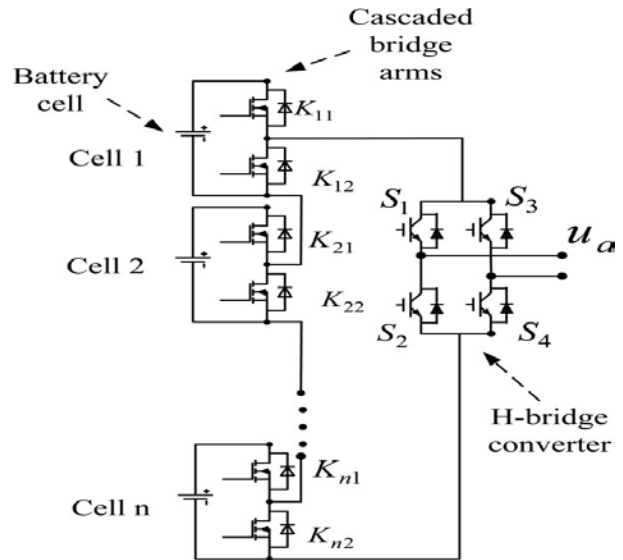 Cascaded
bridge
arms
Battery
cell
K11
Cell 1
K12
S1
S3
K21
ua
Cell 2
K22
S2
S4
H-bridge
converter
Kn1
Cell n
Kn2